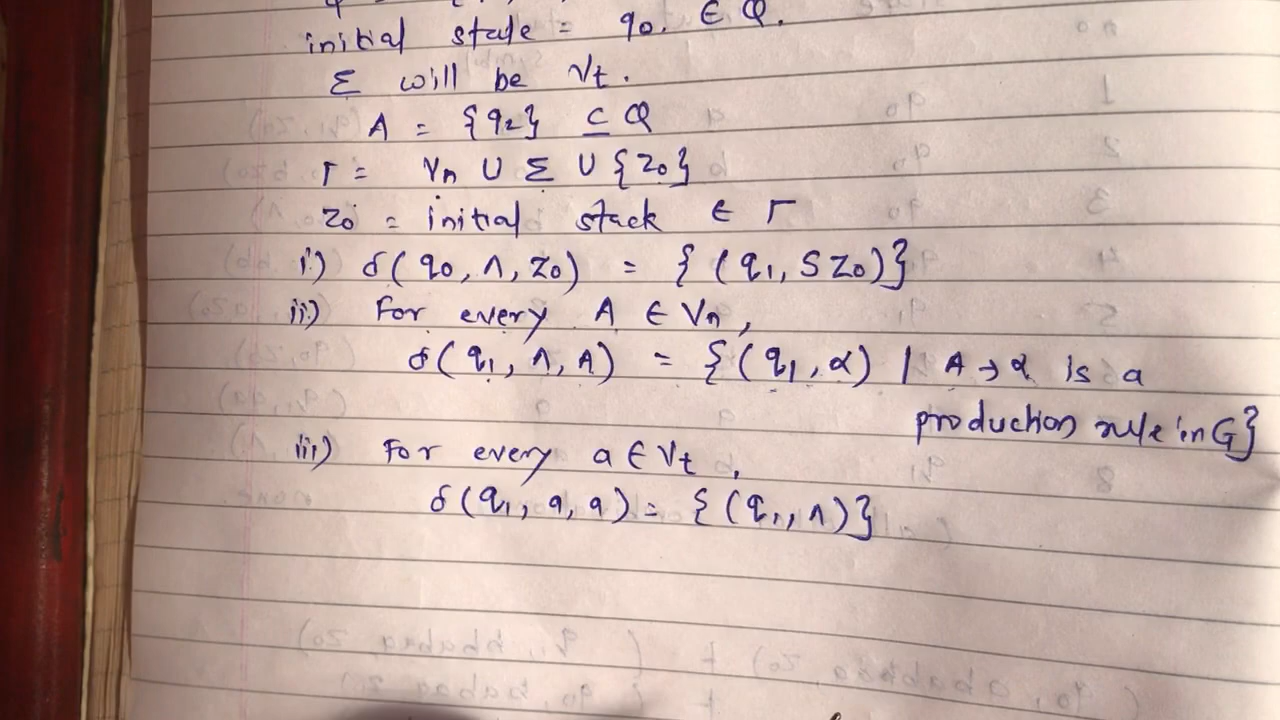 initial state = q₀. ∈ Q.
Σ will be Vt.
A = {q₂} ⊆ Q
Γ = Vn ∪ Σ ∪ {z₀}
z₀ = initial stack ∈ Γ
i) δ(q₀, Λ, z₀) = {(q₁, S z₀)}
ii) For every A ∈ Vn,
δ(q₁, Λ, A) = {(q₁, α) | A → α is a
production rule in G}
iii) For every a ∈ Vt,
δ(q₁, a, a) = {(q₁, Λ)}